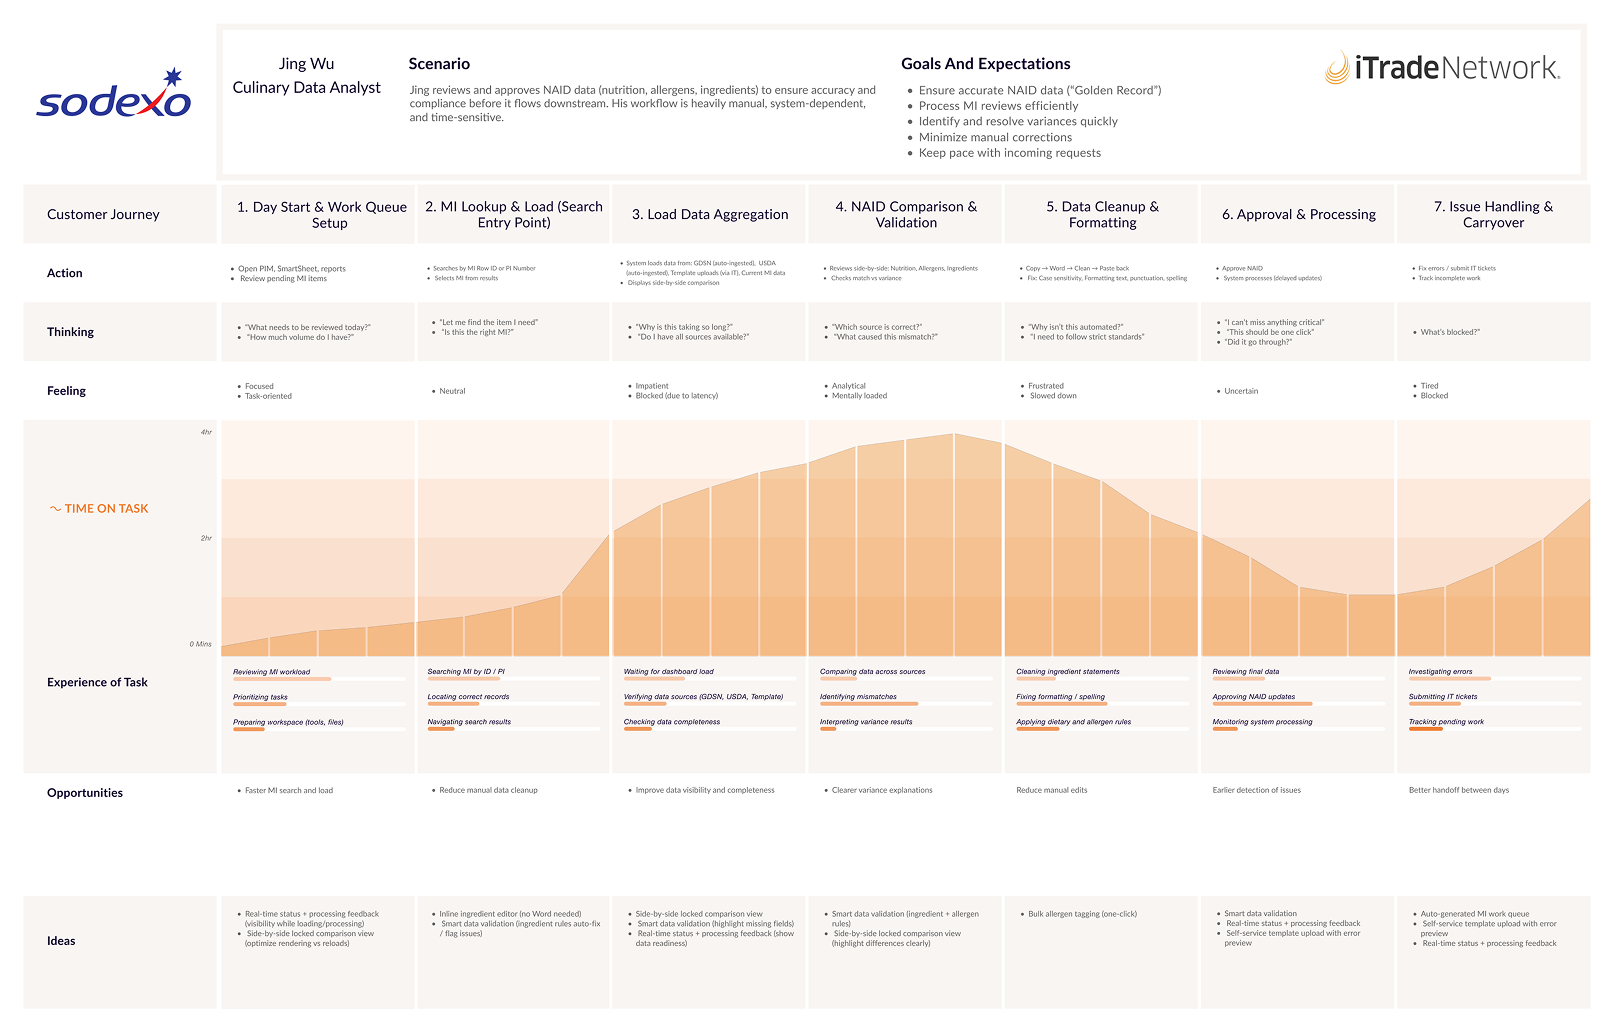 sodexo
Jing Wu
Culinary Data Analyst
Scenario
Jing reviews and approves NAID data (nutrition, allergens, ingredients) to ensure accuracy and
compliance before it flows downstream. His workflow is heavily manual, system-dependent,
and time-sensitive.
Goals And Expectations
• Ensure accurate NAID data (“Golden Record”)
• Process MI reviews efficiently
• Identify and resolve variances quickly
• Minimize manual corrections
• Keep pace with incoming requests
iTradeNetwork.
Customer Journey
1. Day Start & Work Queue
Setup
2. MI Lookup & Load (Search
Entry Point)
3. Load Data Aggregation
4. NAID Comparison &
Validation
5. Data Cleanup &
Formatting
6. Approval & Processing
7. Issue Handling &
Carryover
Action
• Open PIM, SmartSheet, reports
• Review pending MI items
• Searches by MI Row ID or PI Number
• Selects MI from results
• System loads data from: GDSN (auto-ingested), USDA
(auto-ingested), Template uploads (via IT), Current MI data
• Displays side-by-side comparison
• Reviews side-by-side: Nutrition, Allergens, Ingredients
• Checks match vs variance
• Copy → Word → Clean → Paste back
• Fix: Case sensitivity, Formatting text, punctuation, spelling
• Approve NAID
• System processes (delayed updates)
• Fix errors / submit IT tickets
• Track incomplete work
Thinking
• “What needs to be reviewed today?”
• “How much volume do I have?”
• “Let me find the item I need”
• “Is this the right MI?”
• “Why is this taking so long?”
• “Do I have all sources available?”
• “Which source is correct?”
• “What caused this mismatch?”
• “Why isn’t this automated?”
• “I need to follow strict standards”
• “I can’t miss anything critical”
• “This should be one click”
• “Did it go through?”
• What’s blocked?”
Feeling
• Focused
• Task-oriented
• Neutral
• Impatient
• Blocked (due to latency)
• Analytical
• Mentally loaded
• Frustrated
• Slowed down
• Uncertain
• Tired
• Blocked
4hr
TIME ON TASK
2hr
0 Mins
Experience of Task
Reviewing MI workload
Prioritizing tasks
Preparing workspace (tools, files)
Searching MI by ID / PI
Locating correct records
Navigating search results
Waiting for dashboard load
Verifying data sources (GDSN, USDA, Template)
Checking data completeness
Comparing data across sources
Identifying mismatches
Interpreting variance results
Cleaning ingredient statements
Fixing formatting / spelling
Applying dietary and allergen rules
Reviewing final data
Approving NAID updates
Monitoring system processing
Investigating errors
Submitting IT tickets
Tracking pending work
Opportunities
• Faster MI search and load
• Reduce manual data cleanup
• Improve data visibility and completeness
• Clearer variance explanations
Reduce manual edits
Earlier detection of issues
Better handoff between days
Ideas
• Real-time status + processing feedback
(visibility while loading/processing)
• Side-by-side locked comparison view
(optimize rendering vs reloads)
• Inline ingredient editor (no Word needed)
• Smart data validation (ingredient rules auto-fix
/ flag issues)
• Side-by-side locked comparison view
• Smart data validation (highlight missing fields)
• Real-time status + processing feedback (show
data readiness)
• Smart data validation (ingredient + allergen
rules)
• Side-by-side locked comparison view
(highlight differences clearly)
• Bulk allergen tagging (one-click)
• Smart data validation
• Real-time status + processing feedback
• Self-service template upload with error
preview
• Auto-generated MI work queue
• Self-service template upload with error
preview
• Real-time status + processing feedback